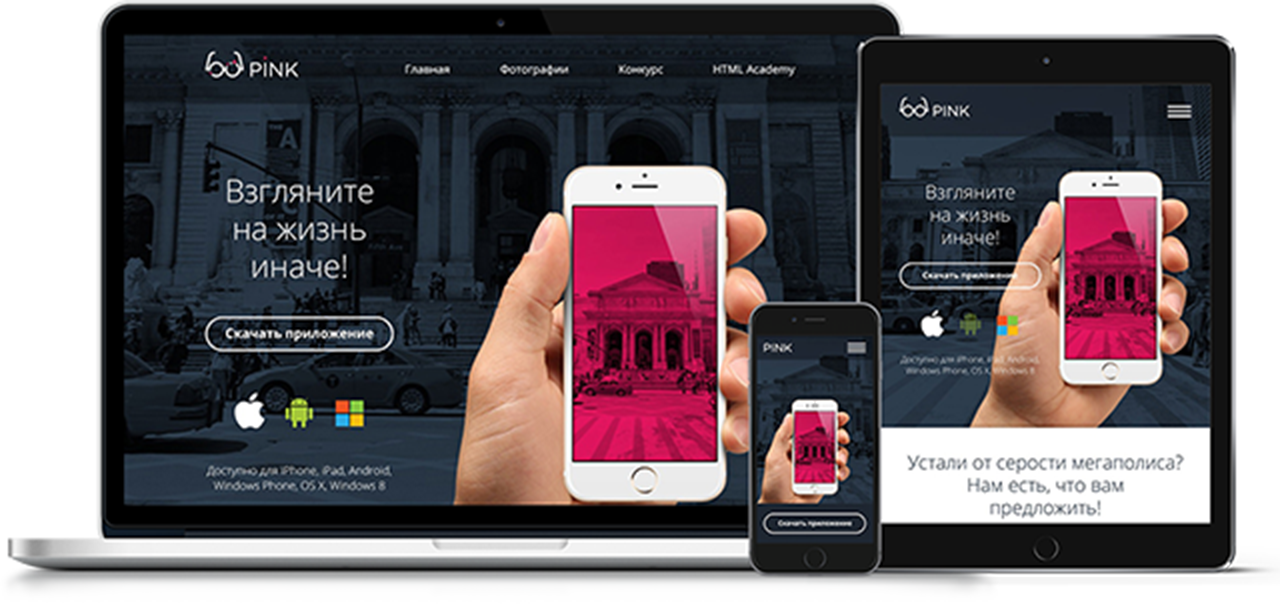 PINK
Главная
Фотографии
Конкурс
HTML Academy
Взгляните
на жизнь
иначе!
Скачать приложение
Доступно для iPhone, iPad, Android,
Windows Phone, OS X, Windows 8
THE
A
PINK
Скачать приложение
PINK
Взгляните
на жизнь
иначе!
Скачать приложение
Доступно для iPhone, iPad, Android,
Windows Phone, OS X, Windows 8
Устали от серости мегаполиса?
Нам есть, что вам
предложить!